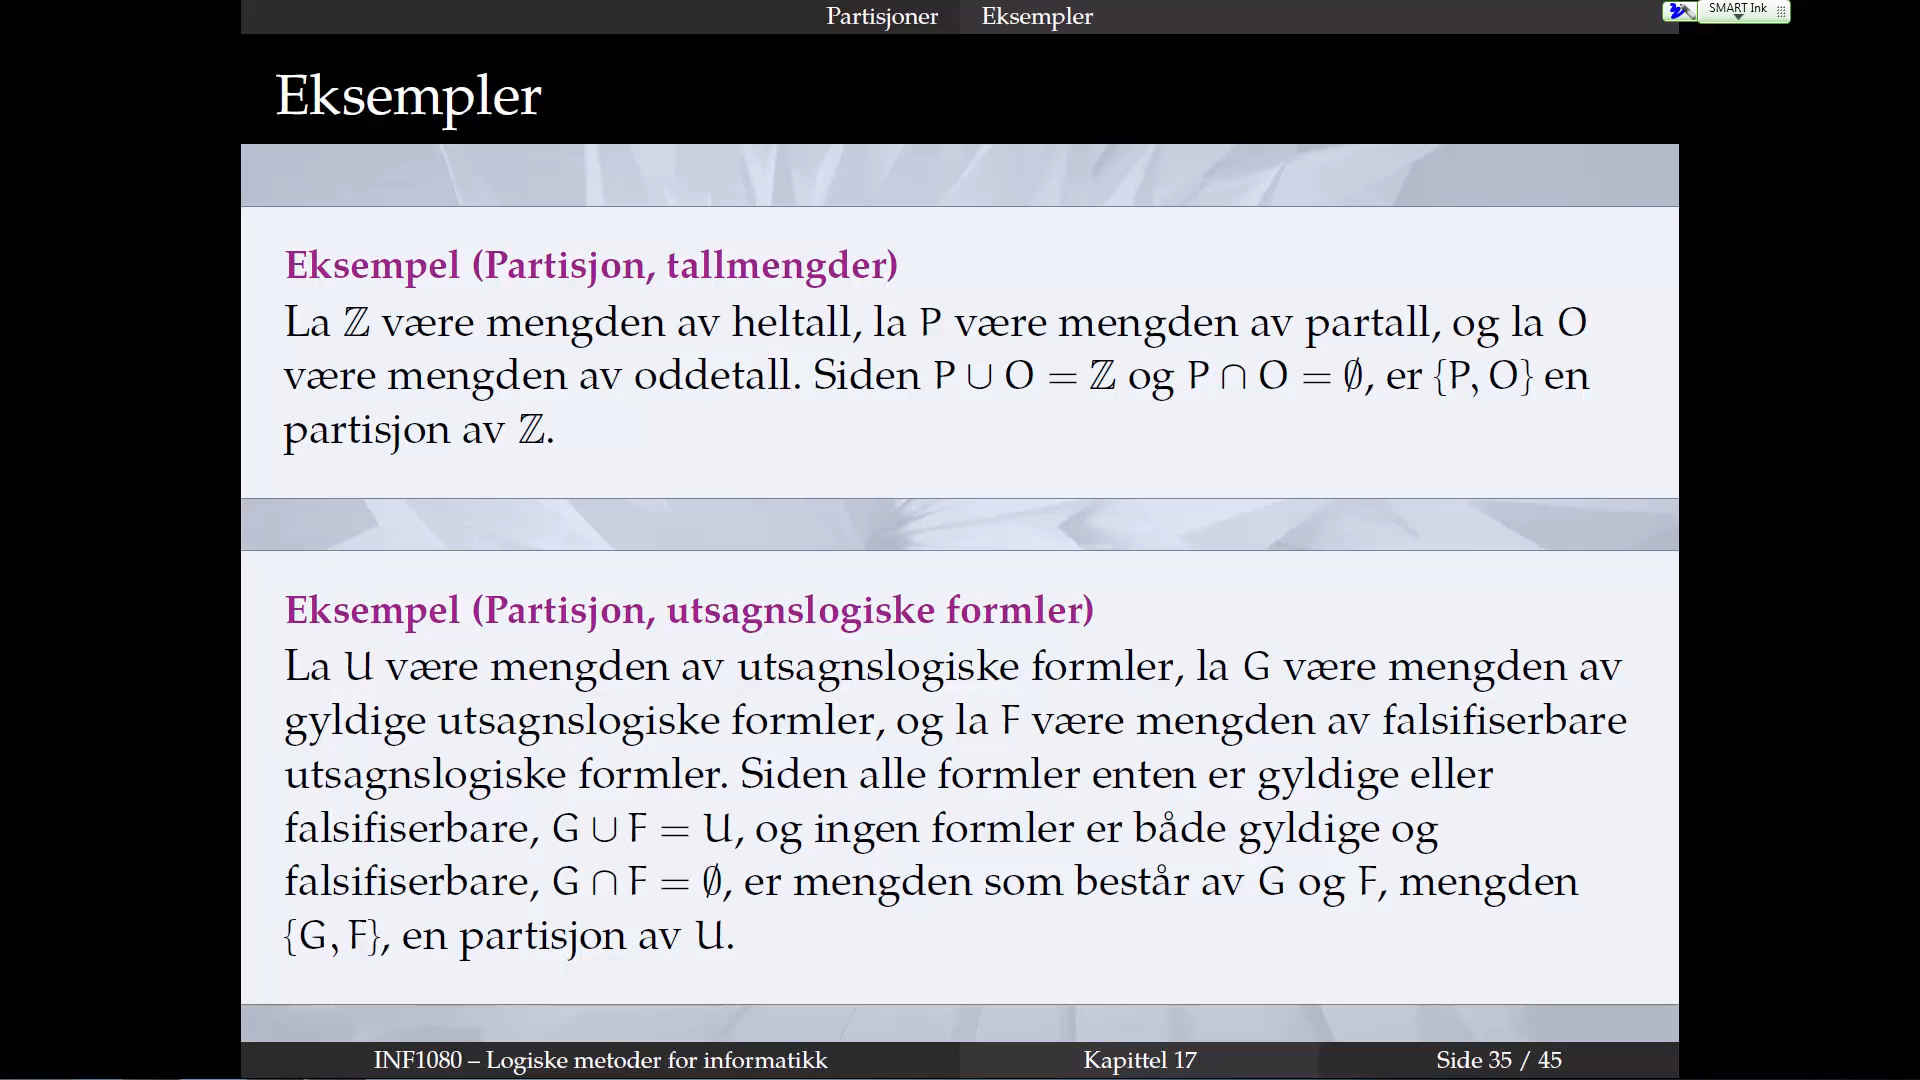 Partisjoner Eksempler
SMART Ink
Eksempler
Eksempel (Partisjon, tallmengder)
La ℤ være mengden av heltall, la P være mengden av partall, og la O
være mengden av oddetall. Siden P ∪ O = ℤ og P ∩ O = ∅, er {P, O} en
partisjon av ℤ.
Eksempel (Partisjon, utsagnslogiske formler)
La U være mengden av utsagnslogiske formler, la G være mengden av
gyldige utsagnslogiske formler, og la F være mengden av falsifiserbare
utsagnslogiske formler. Siden alle formler enten er gyldige eller
falsifiserbare, G ∪ F = U, og ingen formler er både gyldige og
falsifiserbare, G ∩ F = ∅, er mengden som består av G og F, mengden
{G, F}, en partisjon av U.
INF1080 – Logiske metoder for informatikk Kapittel 17 Side 35 / 45